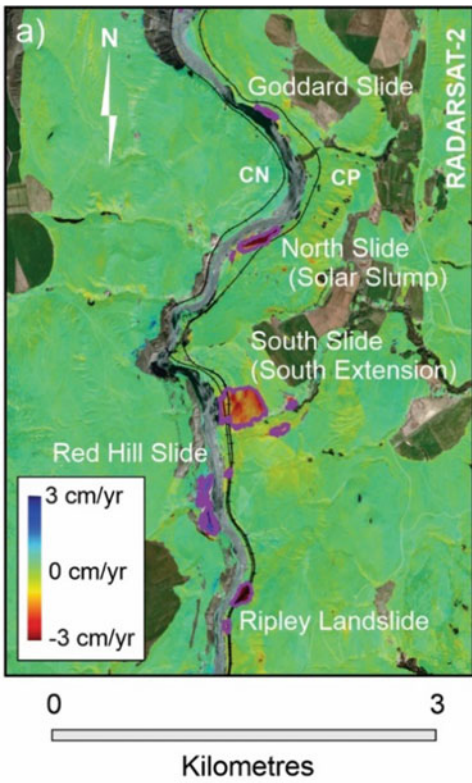 a)
N
RADARSAT-2
Goddard Slide
CN
CP
North Slide
(Solar Slump)
South Slide
(South Extension)
Red Hill Slide
3 cm/yr
0 cm/yr
-3 cm/yr
Ripley Landslide
0
3
Kilometres